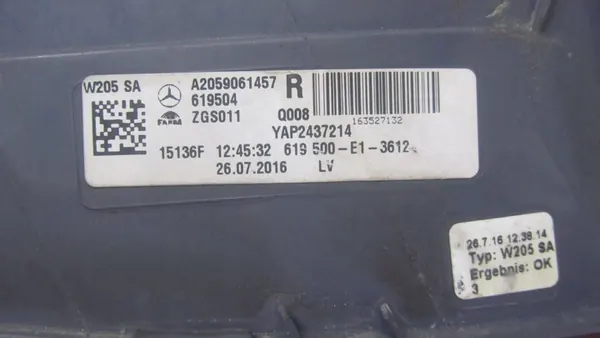 W205 SA A2059061457 R
619504
ZGS011 Q008 163527132
YAP2437214
15136F 12:45:32 619 500-E1-3612
26.07.2016 LV
26.7.16 12.38.14
Typ: W205 SA
Ergebnis: OK
3